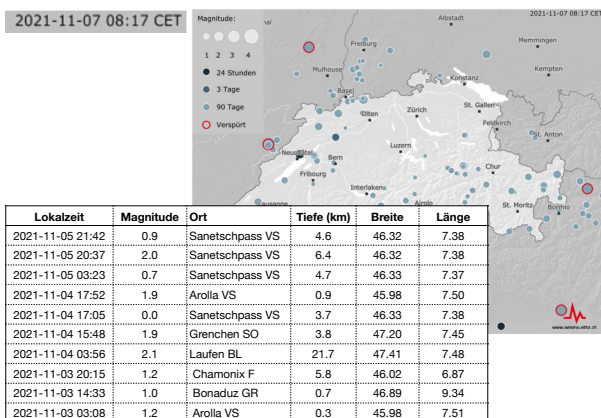 2021-11-07 08:17 CET
2021-11-07 08:17 CET
Magnitude:
1 2 3 4
24 Stunden
3 Tage
90 Tage
Verspürt
Albstadt
Freiburg
Memmingen
Mulhouse
Kempten
Konstanz
Basel
Olten
Zürich
St. Gallen
Feldkirch
St. Anton
Neuchâtel
Bern
Luzern
Chur
Fribourg
Interlaken
Lausanne
Airolo
St. Moritz
Bormio
www.seismo.ethz.ch
Lokalzeit Magnitude Ort Tiefe (km) Breite Länge
2021-11-05 21:42 0.9 Sanetschpass VS 4.6 46.32 7.38
2021-11-05 20:37 2.0 Sanetschpass VS 6.4 46.32 7.38
2021-11-05 03:23 0.7 Sanetschpass VS 4.7 46.33 7.37
2021-11-04 17:52 1.9 Arolla VS 0.9 45.98 7.50
2021-11-04 17:05 0.0 Sanetschpass VS 3.7 46.33 7.38
2021-11-04 15:48 1.9 Grenchen SO 3.8 47.20 7.45
2021-11-04 03:56 2.1 Laufen BL 21.7 47.41 7.48
2021-11-03 20:15 1.2 Chamonix F 5.8 46.02 6.87
2021-11-03 14:33 1.0 Bonaduz GR 0.7 46.89 9.34
2021-11-03 03:08 1.2 Arolla VS 0.3 45.98 7.51